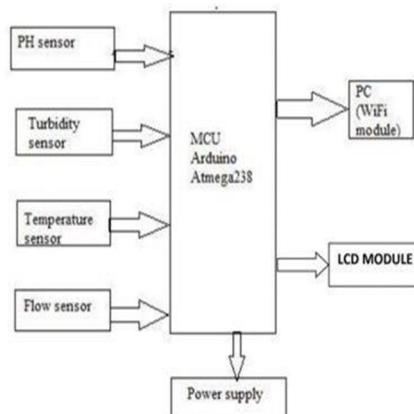 PH sensor
Turbidity
sensor
Temperature
sensor
Flow sensor
MCU
Arduino
Atmega238
PC
(WiFi
module)
LCD MODULE
Power supply